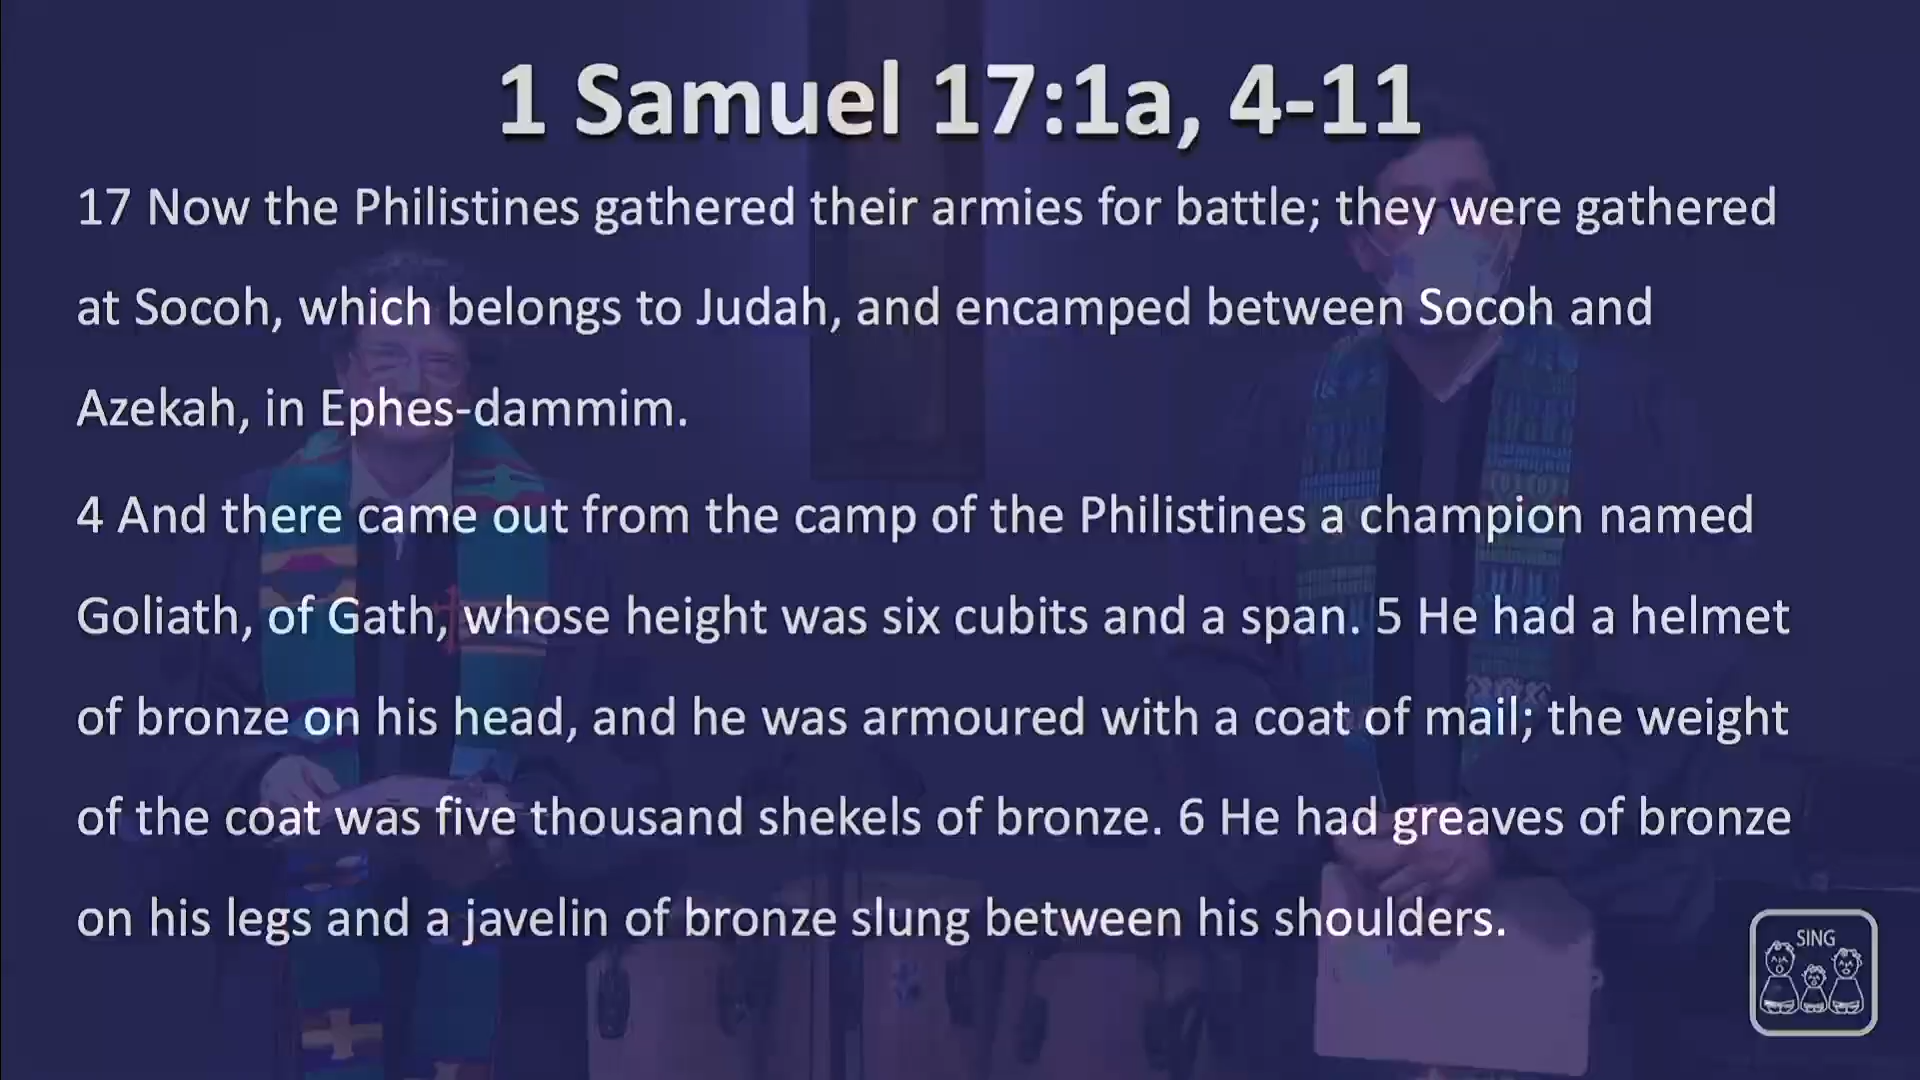 1 Samuel 17:1a, 4-11
17 Now the Philistines gathered their armies for battle; they were gathered
at Socoh, which belongs to Judah, and encamped between Socoh and
Azekah, in Ephes-dammim.
4 And there came out from the camp of the Philistines a champion named
Goliath, of Gath, whose height was six cubits and a span. 5 He had a helmet
of bronze on his head, and he was armoured with a coat of mail; the weight
of the coat was five thousand shekels of bronze. 6 He had greaves of bronze
on his legs and a javelin of bronze slung between his shoulders.
SING